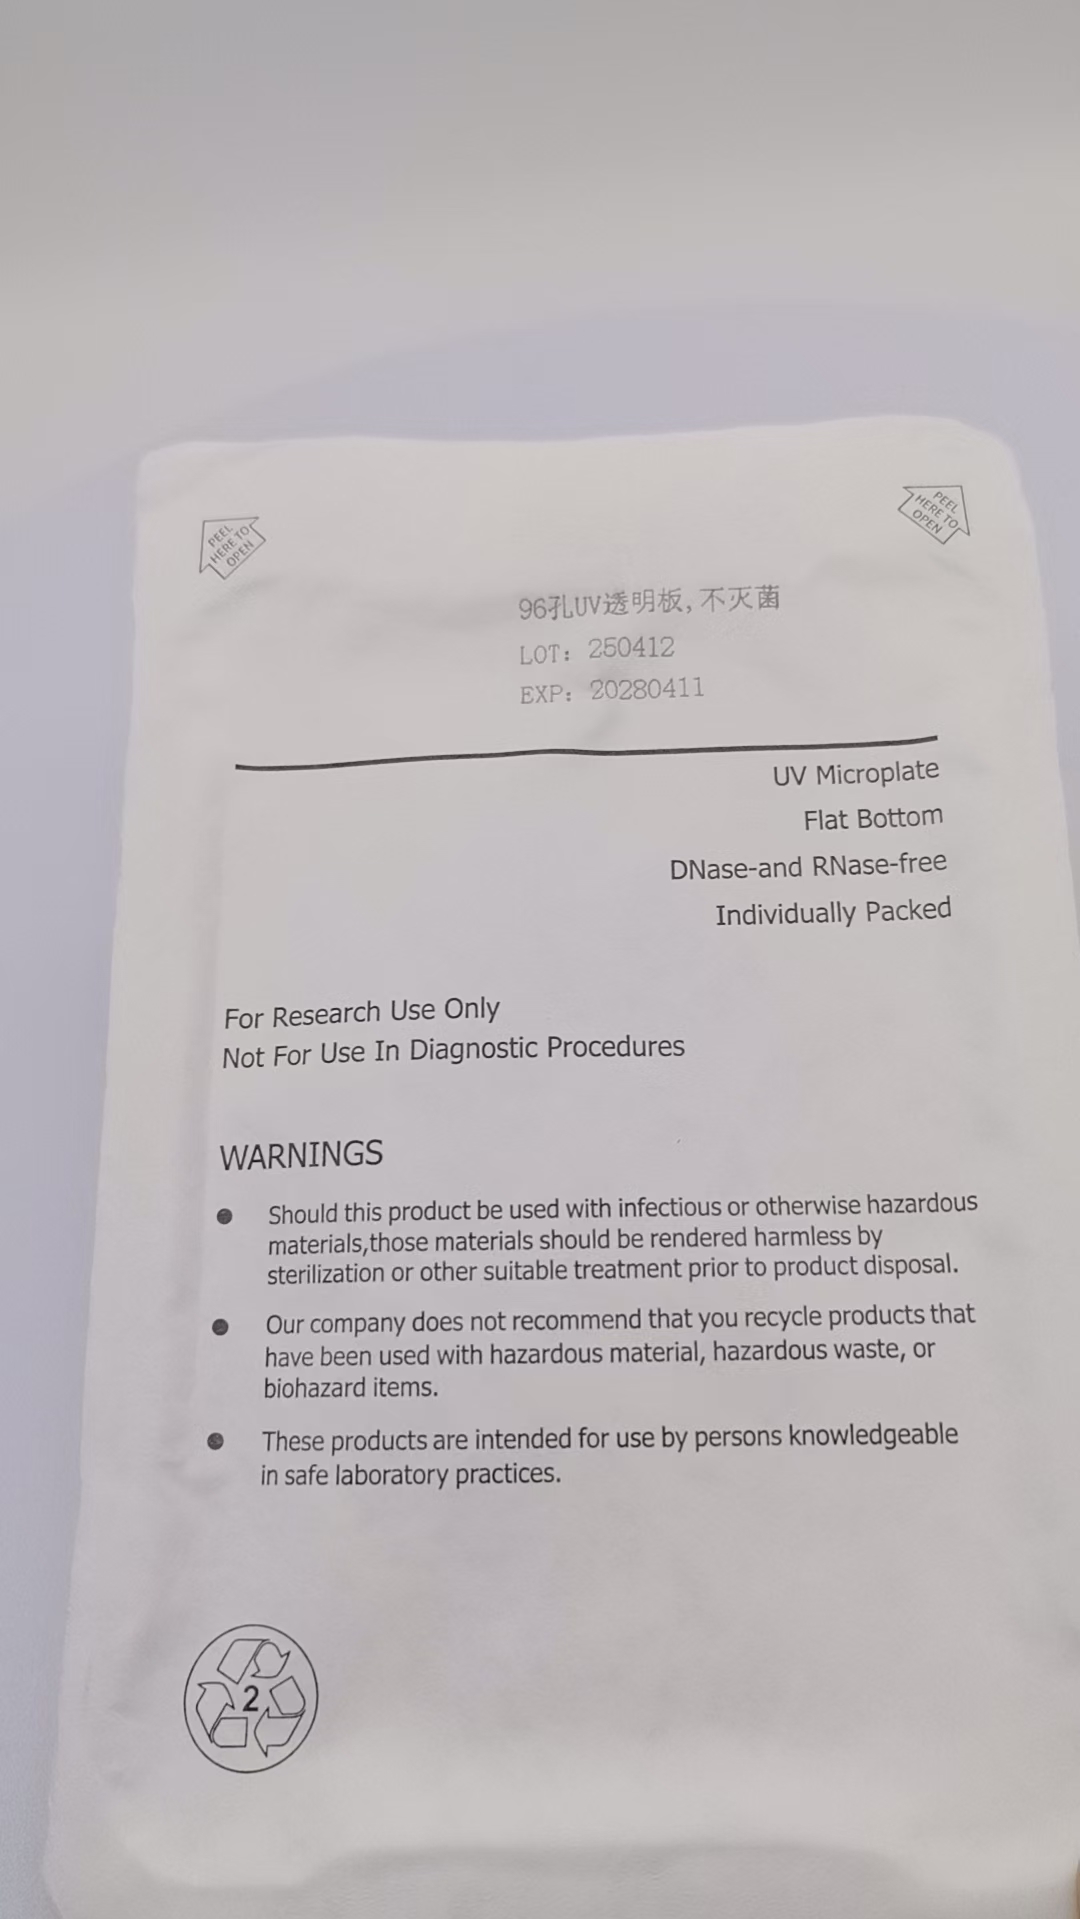 PEEL
HERE TO
OPEN
PEEL
HERE TO
OPEN
96孔UV透明板,不灭菌
LOT: 250412
EXP: 20280411
UV Microplate
Flat Bottom
DNase-and RNase-free
Individually Packed
For Research Use Only
Not For Use In Diagnostic Procedures
WARNINGS
● Should this product be used with infectious or otherwise hazardous
materials,those materials should be rendered harmless by
sterilization or other suitable treatment prior to product disposal.
● Our company does not recommend that you recycle products that
have been used with hazardous material, hazardous waste, or
biohazard items.
● These products are intended for use by persons knowledgeable
in safe laboratory practices.
2